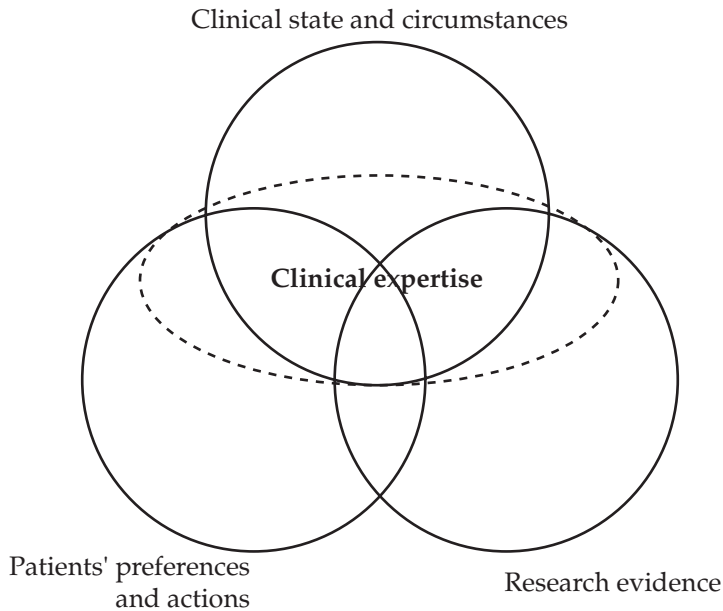 Clinical state and circumstances
Clinical expertise
Patients' preferences
and actions
Research evidence